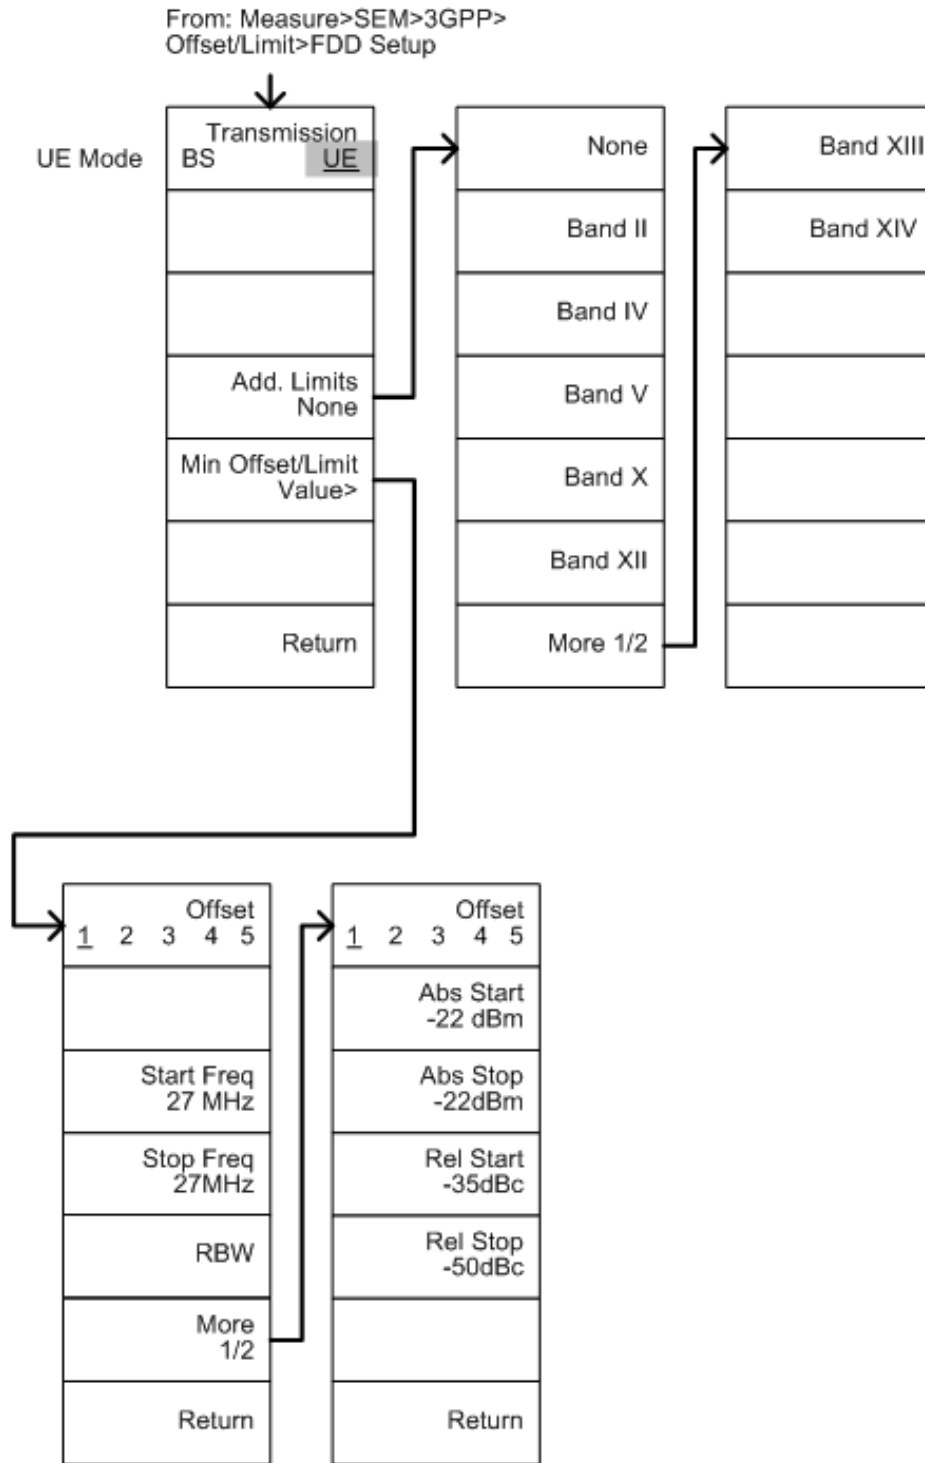 From: Measure>SEM>3GPP>
Offset/Limit>FDD Setup
UE Mode
Transmission
BS UE
Add. Limits
None
Min Offset/Limit
Value>
Return
None
Band II
Band IV
Band V
Band X
Band XII
More 1/2
Band XIII
Band XIV
Offset
1 2 3 4 5
Start Freq
27 MHz
Stop Freq
27MHz
RBW
More
1/2
Return
Offset
1 2 3 4 5
Abs Start
-22 dBm
Abs Stop
-22dBm
Rel Start
-35dBc
Rel Stop
-50dBc
Return